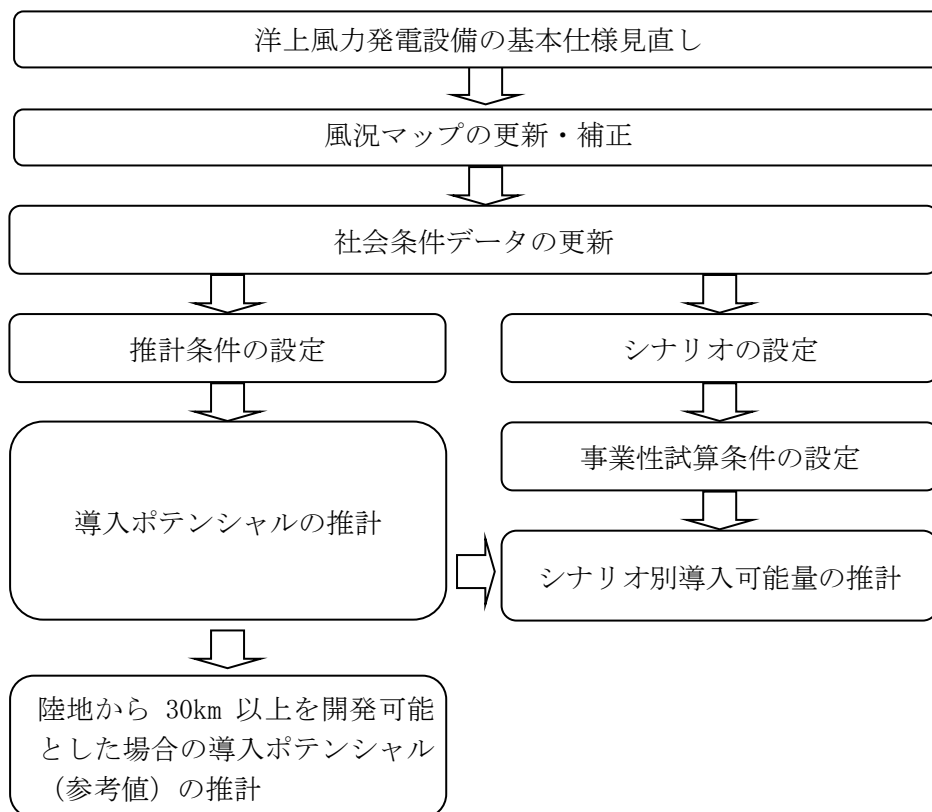 洋上風力発電設備の基本仕様見直し
風況マップの更新・補正
社会条件データの更新
推計条件の設定
シナリオの設定
事業性試算条件の設定
導入ポテンシャルの推計
シナリオ別導入可能量の推計
陸地から 30km 以上を開発可能
とした場合の導入ポテンシャル
（参考値）の推計